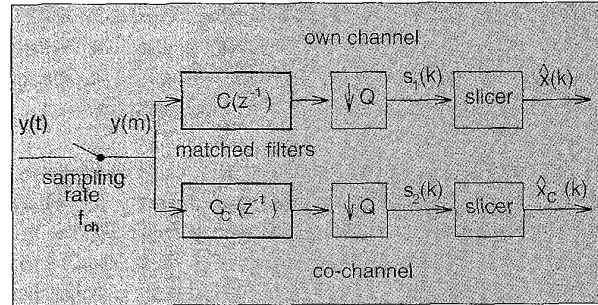 own channel
y(t)
y(m)
C(z⁻¹)
↓ Q
s₁(k)
slicer
x̂(k)
matched filters
sampling
rate
f_ch
C_C(z⁻¹)
↓ Q
s₂(k)
slicer
x̂_C (k)
co-channel